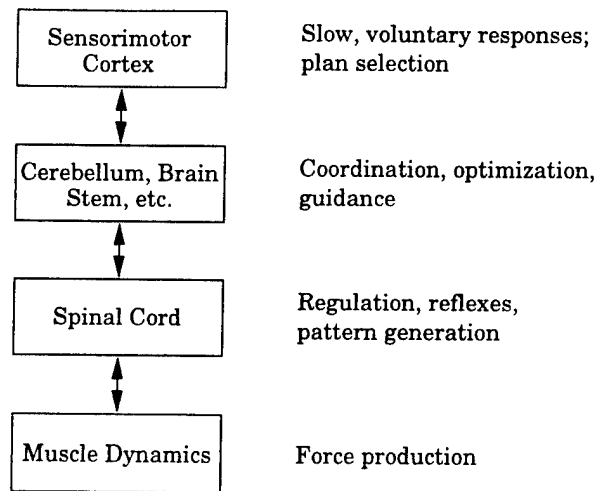 Sensorimotor
Cortex
Slow, voluntary responses;
plan selection
Cerebellum, Brain
Stem, etc.
Coordination, optimization,
guidance
Spinal Cord
Regulation, reflexes,
pattern generation
Muscle Dynamics
Force production